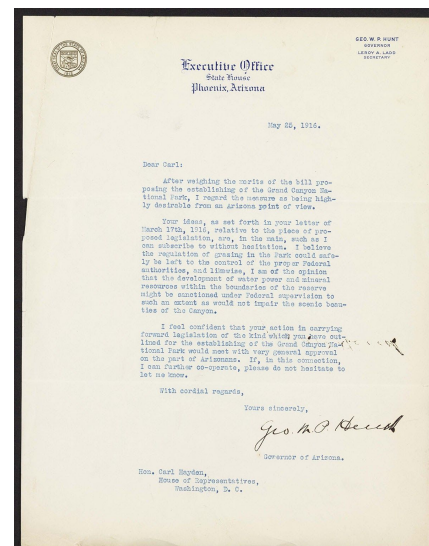 GEO. W. P. HUNT
GOVERNOR
LEROY A. LADD
SECRETARY
Executive Office
State House
Phoenix, Arizona
May 25, 1916.
Dear Carl:
After weighing the merits of the bill pro-
posing the establishing of the Grand Canyon Na-
tional Park, I regard the measure as being high-
ly desirable from an Arizona point of view.
Your ideas, as set forth in your letter of
March 17th, 1916, relative to the piece of pro-
posed legislation, are, in the main, such as I
can subscribe to without hesitation. I believe
the regulation of grazing in the Park could safe-
ly be left to the control of the proper Federal
authorities, and likewise, I am of the opinion
that the development of water power and mineral
resources within the boundaries of the reserve
might be sanctioned under Federal supervision to
such an extent as would not impair the scenic beau-
ties of the Canyon.
I feel confident that your action in carrying
forward legislation of the kind which you have out-
lined for the establishing of the Grand Canyon Na-
tional Park would meet with very general approval
on the part of Arizonans. If, in this connection,
I can further co-operate, please do not hesitate to
let me know.
With cordial regards,
Yours sincerely,
Geo. W. P. Hunt
Governor of Arizona.
Hon. Carl Hayden,
House of Representatives,
Washington, D. C.